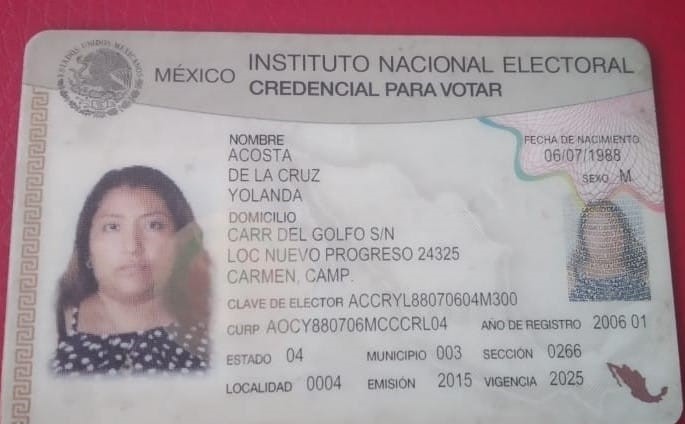 ESTADOS UNIDOS MEXICANOS
MÉXICO INSTITUTO NACIONAL ELECTORAL
CREDENCIAL PARA VOTAR
NOMBRE
ACOSTA
DE LA CRUZ
YOLANDA
FECHA DE NACIMIENTO
06/07/1988
SEXO M
DOMICILIO
CARR DEL GOLFO S/N
LOC NUEVO PROGRESO 24325
CARMEN, CAMP.
CLAVE DE ELECTOR ACCRYL88070604M300
CURP AOCY880706MCCCRL04 AÑO DE REGISTRO 2006 01
ESTADO 04 MUNICIPIO 003 SECCIÓN 0266
LOCALIDAD 0004 EMISIÓN 2015 VIGENCIA 2025